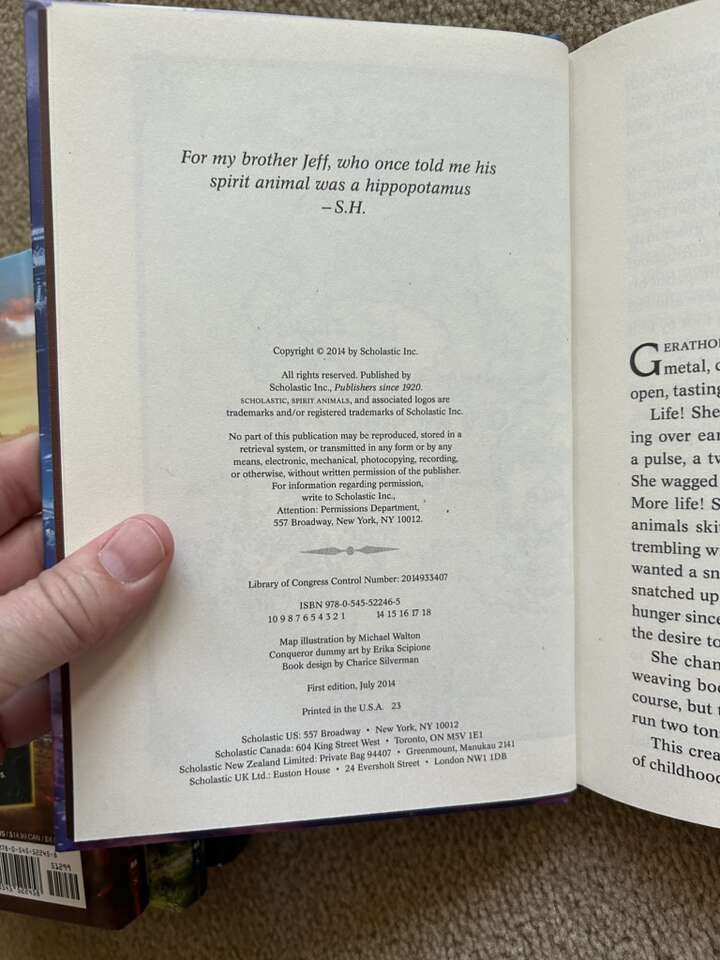 For my brother Jeff, who once told me his
spirit animal was a hippopotamus
—S.H.
Copyright © 2014 by Scholastic Inc.
All rights reserved. Published by
Scholastic Inc., Publishers since 1920.
SCHOLASTIC, SPIRIT ANIMALS, and associated logos are
trademarks and/or registered trademarks of Scholastic Inc.
No part of this publication may be reproduced, stored in a
retrieval system, or transmitted in any form or by any
means, electronic, mechanical, photocopying, recording,
or otherwise, without written permission of the publisher.
For information regarding permission,
write to Scholastic Inc.,
Attention: Permissions Department,
557 Broadway, New York, NY 10012.
Library of Congress Control Number: 2014933407
ISBN 978-0-545-52246-5
10 9 8 7 6 5 4 3 2 1 14 15 16 17 18
Map illustration by Michael Walton
Conqueror dummy art by Erika Scipione
Book design by Charice Silverman
First edition, July 2014
Printed in the U.S.A. 23
Scholastic US: 557 Broadway • New York, NY 10012
Scholastic Canada: 604 King Street West • Toronto, ON M5V 1E1
Scholastic New Zealand Limited: Private Bag 94407 • Greenmount, Manukau 2141
Scholastic UK Ltd.: Euston House • 24 Eversholt Street • London NW1 1DB
GERATHO
metal,
open, tasting
Life! She
ing over ear
a pulse, a tw
She wagged
More life! S
animals ski
trembling w
wanted a sn
snatched up
hunger since
the desire to
She chan
weaving bo
course, but
run two tons
This crea
of childhood
$14.99 CAN
51299